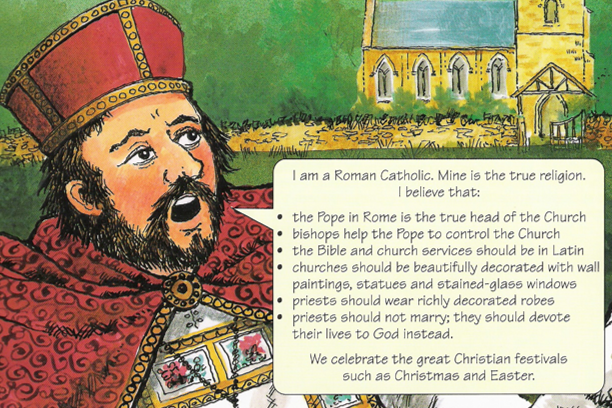 I am a Roman Catholic. Mine is the true religion.
I believe that:
• the Pope in Rome is the true head of the Church
• bishops help the Pope to control the Church
• the Bible and church services should be in Latin
• churches should be beautifully decorated with wall
paintings, statues and stained-glass windows
• priests should wear richly decorated robes
• priests should not marry; they should devote
their lives to God instead.
We celebrate the great Christian festivals
such as Christmas and Easter.